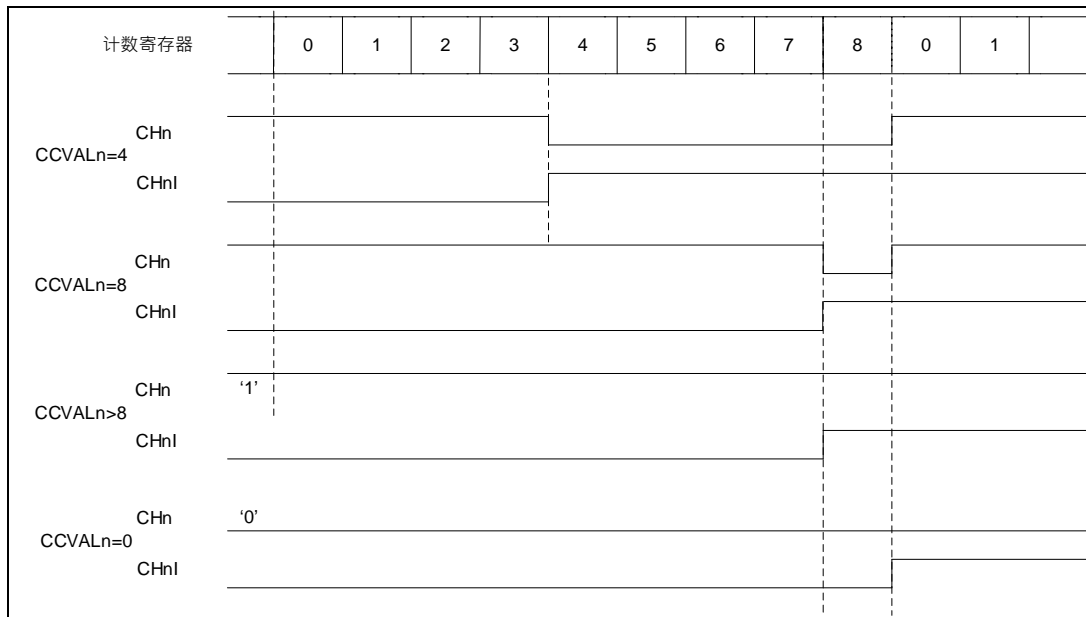 计数寄存器 0 1 2 3 4 5 6 7 8 0 1
CHn
CCVALn=4
CHnI
CHn
CCVALn=8
CHnI
CHn ‘1’
CCVALn>8
CHnI
CHn ‘0’
CCVALn=0
CHnI